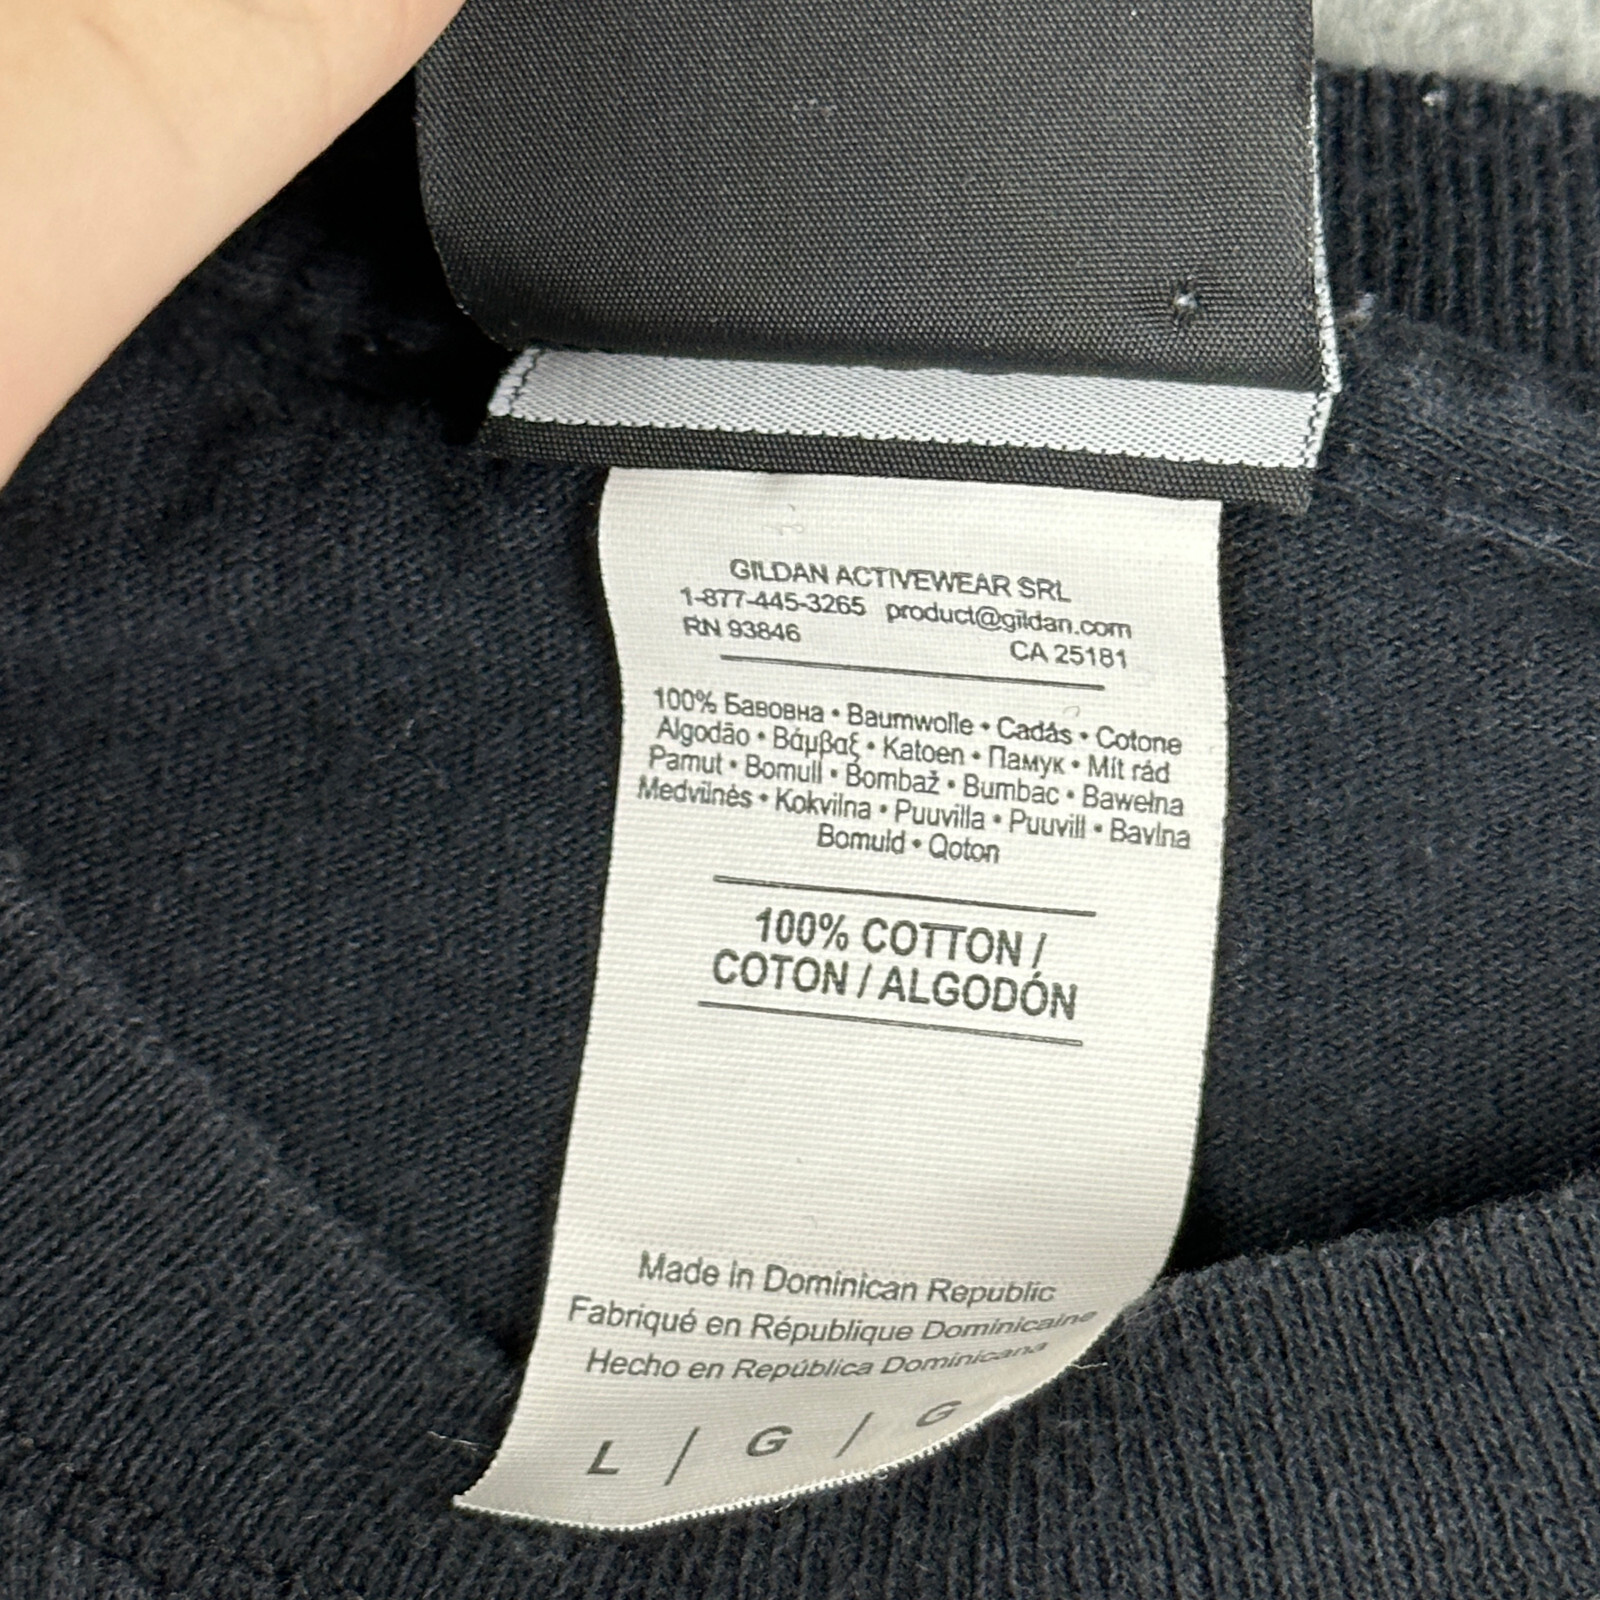 GILDAN ACTIVEWEAR SRL
1-877-445-3265 product@gildan.com
RN 93846 CA 25181
100% Бавовна • Baumwolle • Cadás • Cotone
Algodão • Βάμβαξ • Katoen • Памук • Mít rád
Pamut • Bomull • Bombaž • Bumbac • Bawełna
Medvilnės • Kokvilna • Puuvilla • Puuvill • Bavlna
Bomuld • Qoton
100% COTTON /
COTON / ALGODÓN
Made in Dominican Republic
Fabriqué en République Dominicaine
Hecho en República Dominicana
L / G / G